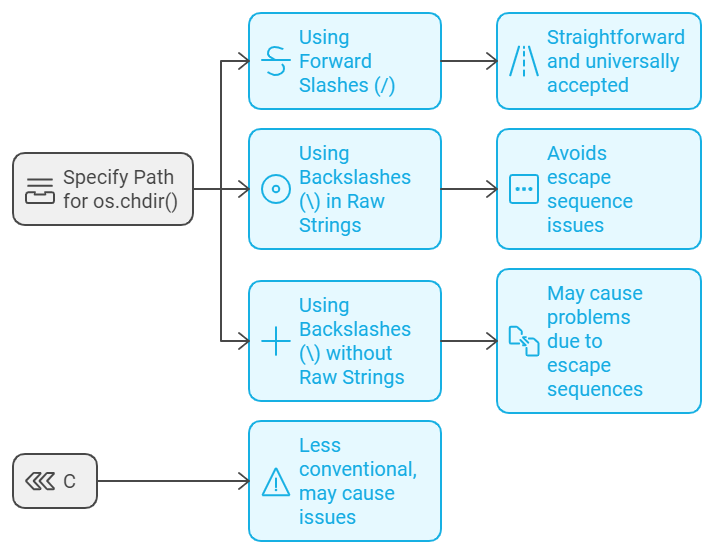 Using
Forward
Slashes (/)
Straightforward
and universally
accepted
Specify Path
for os.chdir()
Using
Backslashes
(\) in Raw
Strings
Avoids
escape
sequence
issues
Using
Backslashes
(\) without
Raw Strings
May cause
problems
due to
escape
sequences
C
Less
conventional,
may cause
issues